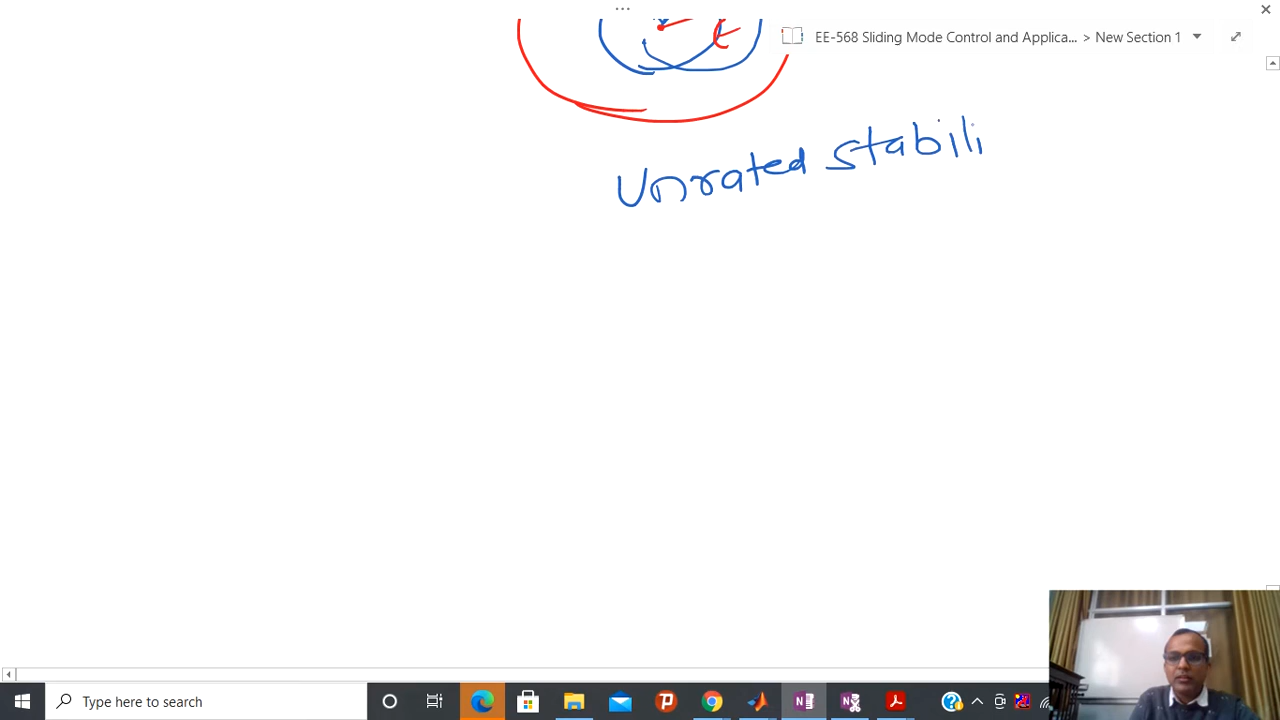 EE-568 Sliding Mode Control and Applica... > New Section 1
Unrated stabili
Type here to search